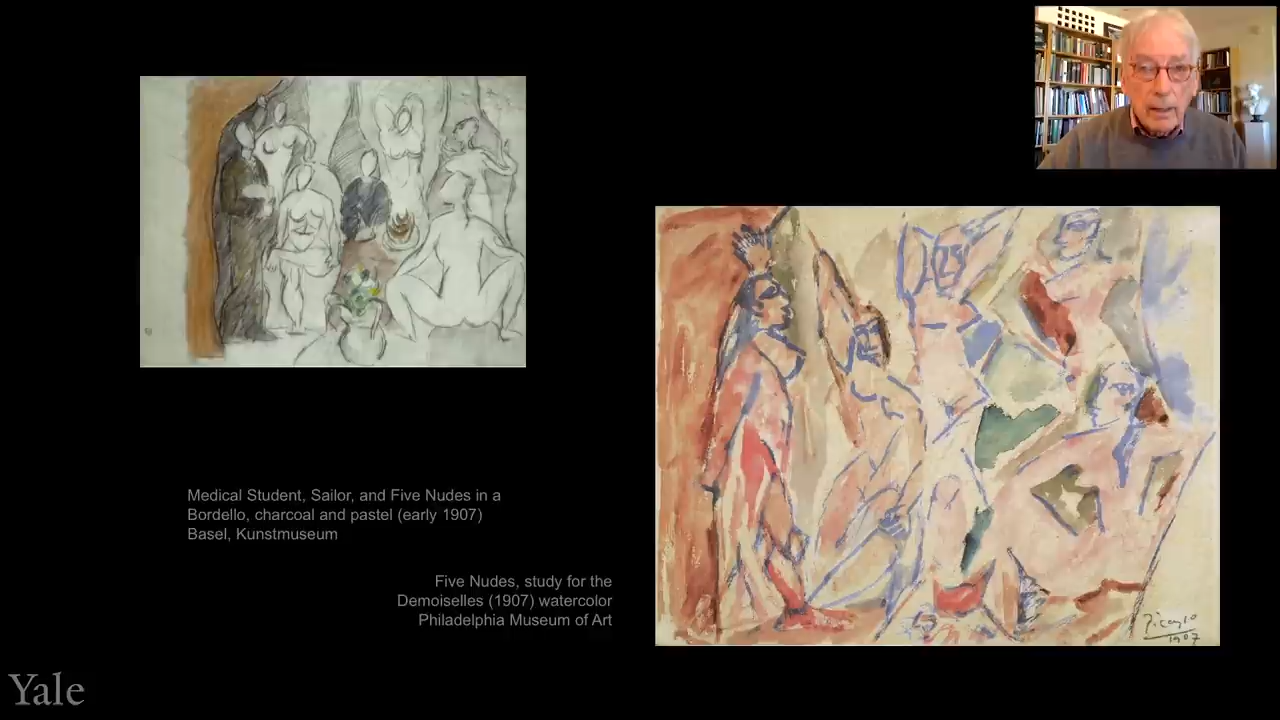 Medical Student, Sailor, and Five Nudes in a
Bordello, charcoal and pastel (early 1907)
Basel, Kunstmuseum
Five Nudes, study for the
Demoiselles (1907) watercolor
Philadelphia Museum of Art
Picasso
1907
Yale